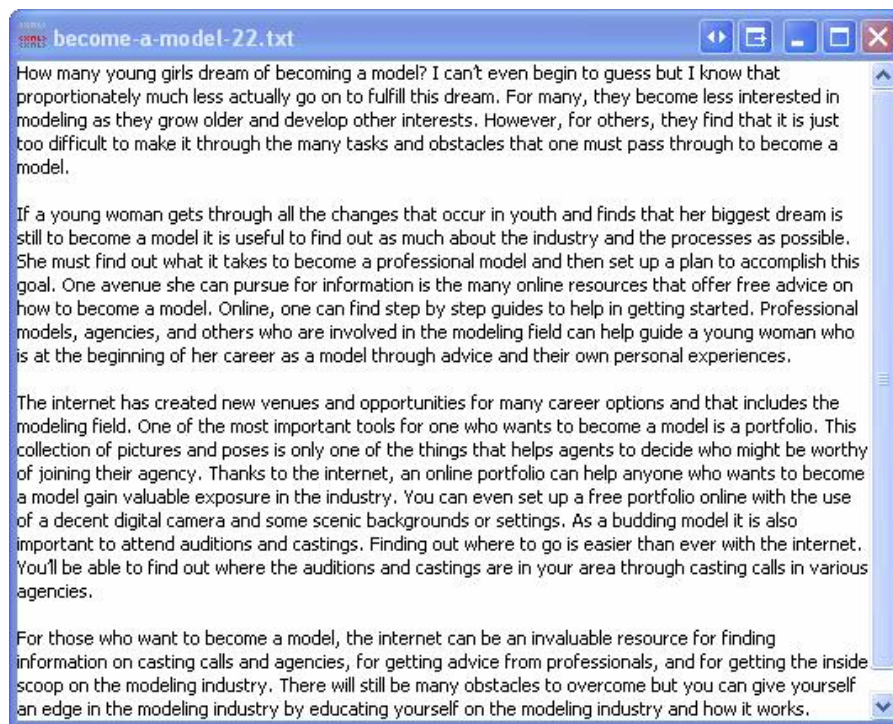 become-a-model-22.txt
How many young girls dream of becoming a model? I can't even begin to guess but I know that
proportionately much less actually go on to fulfill this dream. For many, they become less interested in
modeling as they grow older and develop other interests. However, for others, they find that it is just
too difficult to make it through the many tasks and obstacles that one must pass through to become a
model.
If a young woman gets through all the changes that occur in youth and finds that her biggest dream is
still to become a model it is useful to find out as much about the industry and the processes as possible.
She must find out what it takes to become a professional model and then set up a plan to accomplish this
goal. One avenue she can pursue for information is the many online resources that offer free advice on
how to become a model. Online, one can find step by step guides to help in getting started. Professional
models, agencies, and others who are involved in the modeling field can help guide a young woman who
is at the beginning of her career as a model through advice and their own personal experiences.
The internet has created new venues and opportunities for many career options and that includes the
modeling field. One of the most important tools for one who wants to become a model is a portfolio. This
collection of pictures and poses is only one of the things that helps agents to decide who might be worthy
of joining their agency. Thanks to the internet, an online portfolio can help anyone who wants to become
a model gain valuable exposure in the industry. You can even set up a free portfolio online with the use
of a decent digital camera and some scenic backgrounds or settings. As a budding model it is also
important to attend auditions and castings. Finding out where to go is easier than ever with the internet.
You'll be able to find out where the auditions and castings are in your area through casting calls in various
agencies.
For those who want to become a model, the internet can be an invaluable resource for finding
information on casting calls and agencies, for getting advice from professionals, and for getting the inside
scoop on the modeling industry. There will still be many obstacles to overcome but you can give yourself
an edge in the modeling industry by educating yourself on the modeling industry and how it works.